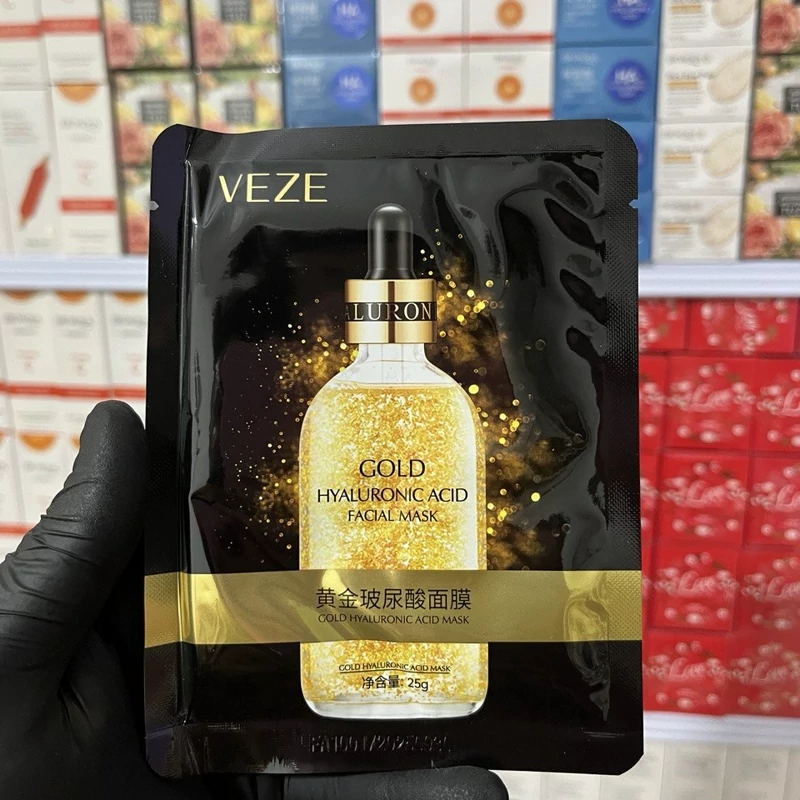 VEZE
ALURON
GOLD
HYALURONIC ACID
FACIAL MASK
黄金玻尿酸面膜
GOLD HYALURONIC ACID MASK
GOLD HYALURONIC ACID MASK
净含量: 25g